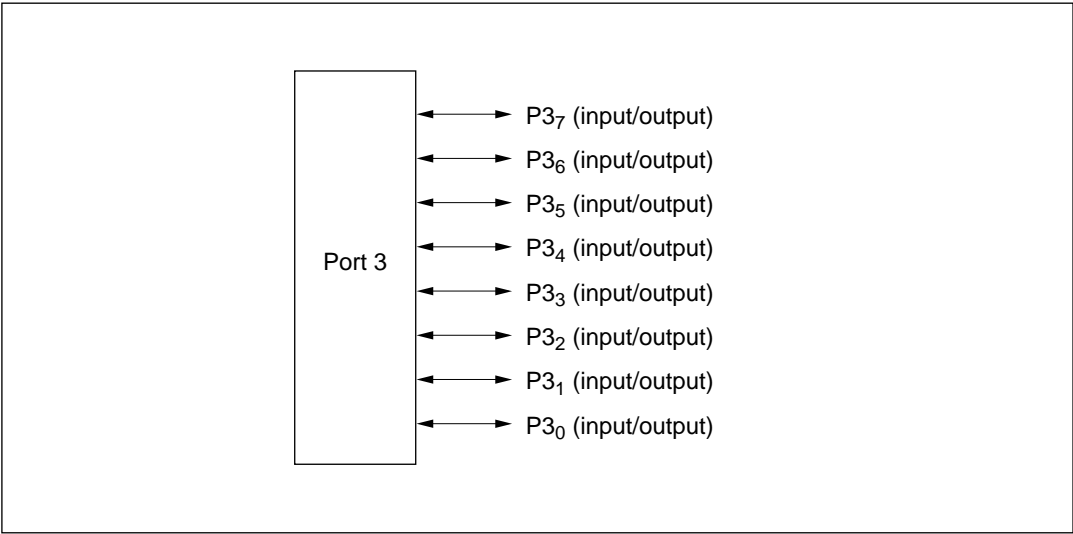 P3₇ (input/output)
P3₆ (input/output)
P3₅ (input/output)
P3₄ (input/output)
Port 3
P3₃ (input/output)
P3₂ (input/output)
P3₁ (input/output)
P3₀ (input/output)